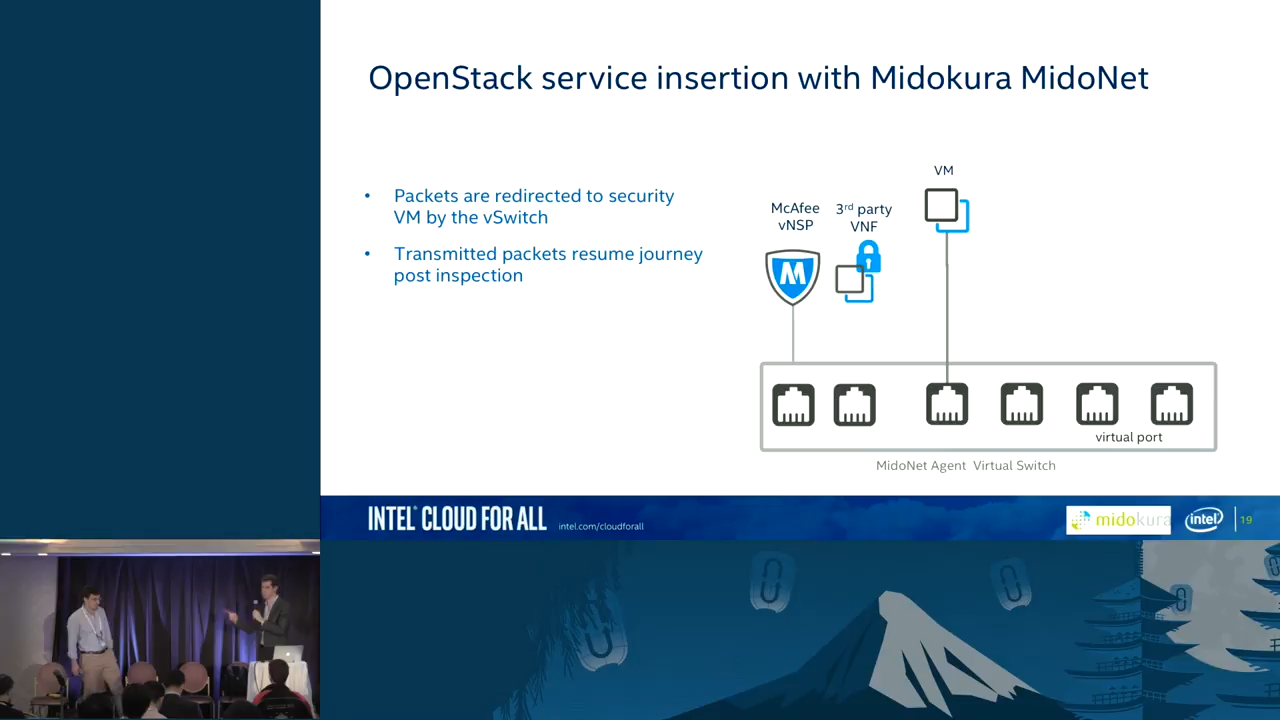 OpenStack service insertion with Midokura MidoNet
• Packets are redirected to security
VM by the vSwitch
• Transmitted packets resume journey
post inspection
VM
McAfee
vNSP
3rd party
VNF
M
virtual port
MidoNet Agent Virtual Switch
INTEL® CLOUD FOR ALL
intel.com/cloudforall
midokura
intel
19